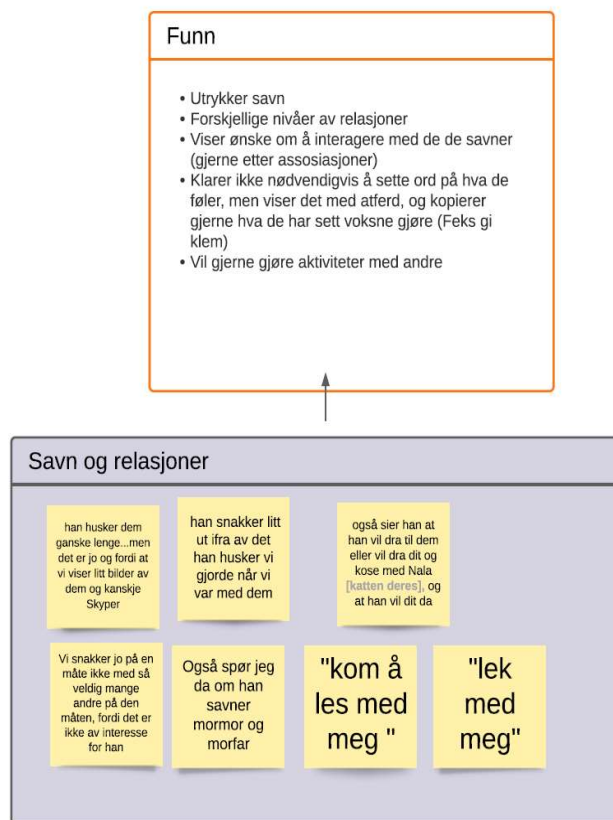 Funn
• Utrykker savn
• Forskjellige nivåer av relasjoner
• Viser ønske om å interagere med de de savner
(gjerne etter assosiasjoner)
• Klarer ikke nødvendigvis å sette ord på hva de
føler, men viser det med atferd, og kopierer
gjerne hva de har sett voksne gjøre (Feks gi
klem)
• Vil gjerne gjøre aktiviteter med andre
Savn og relasjoner
han husker dem
ganske lenge...men
det er jo og fordi at
vi viser litt bilder av
dem og kanskje
Skyper
han snakker litt
ut ifra av det
han husker vi
gjorde når vi
var med dem
også sier han at
han vil dra til dem
eller vil dra dit og
kose med Nala
[katten deres], og
at han vil dit da
Vi snakker jo på en
måte ikke med så
veldig mange
andre på den
måten, fordi det er
ikke av interesse
for han
Også spør jeg
da om han
savner
mormor og
morfar
"kom å
les med
meg "
"lek
med
meg"